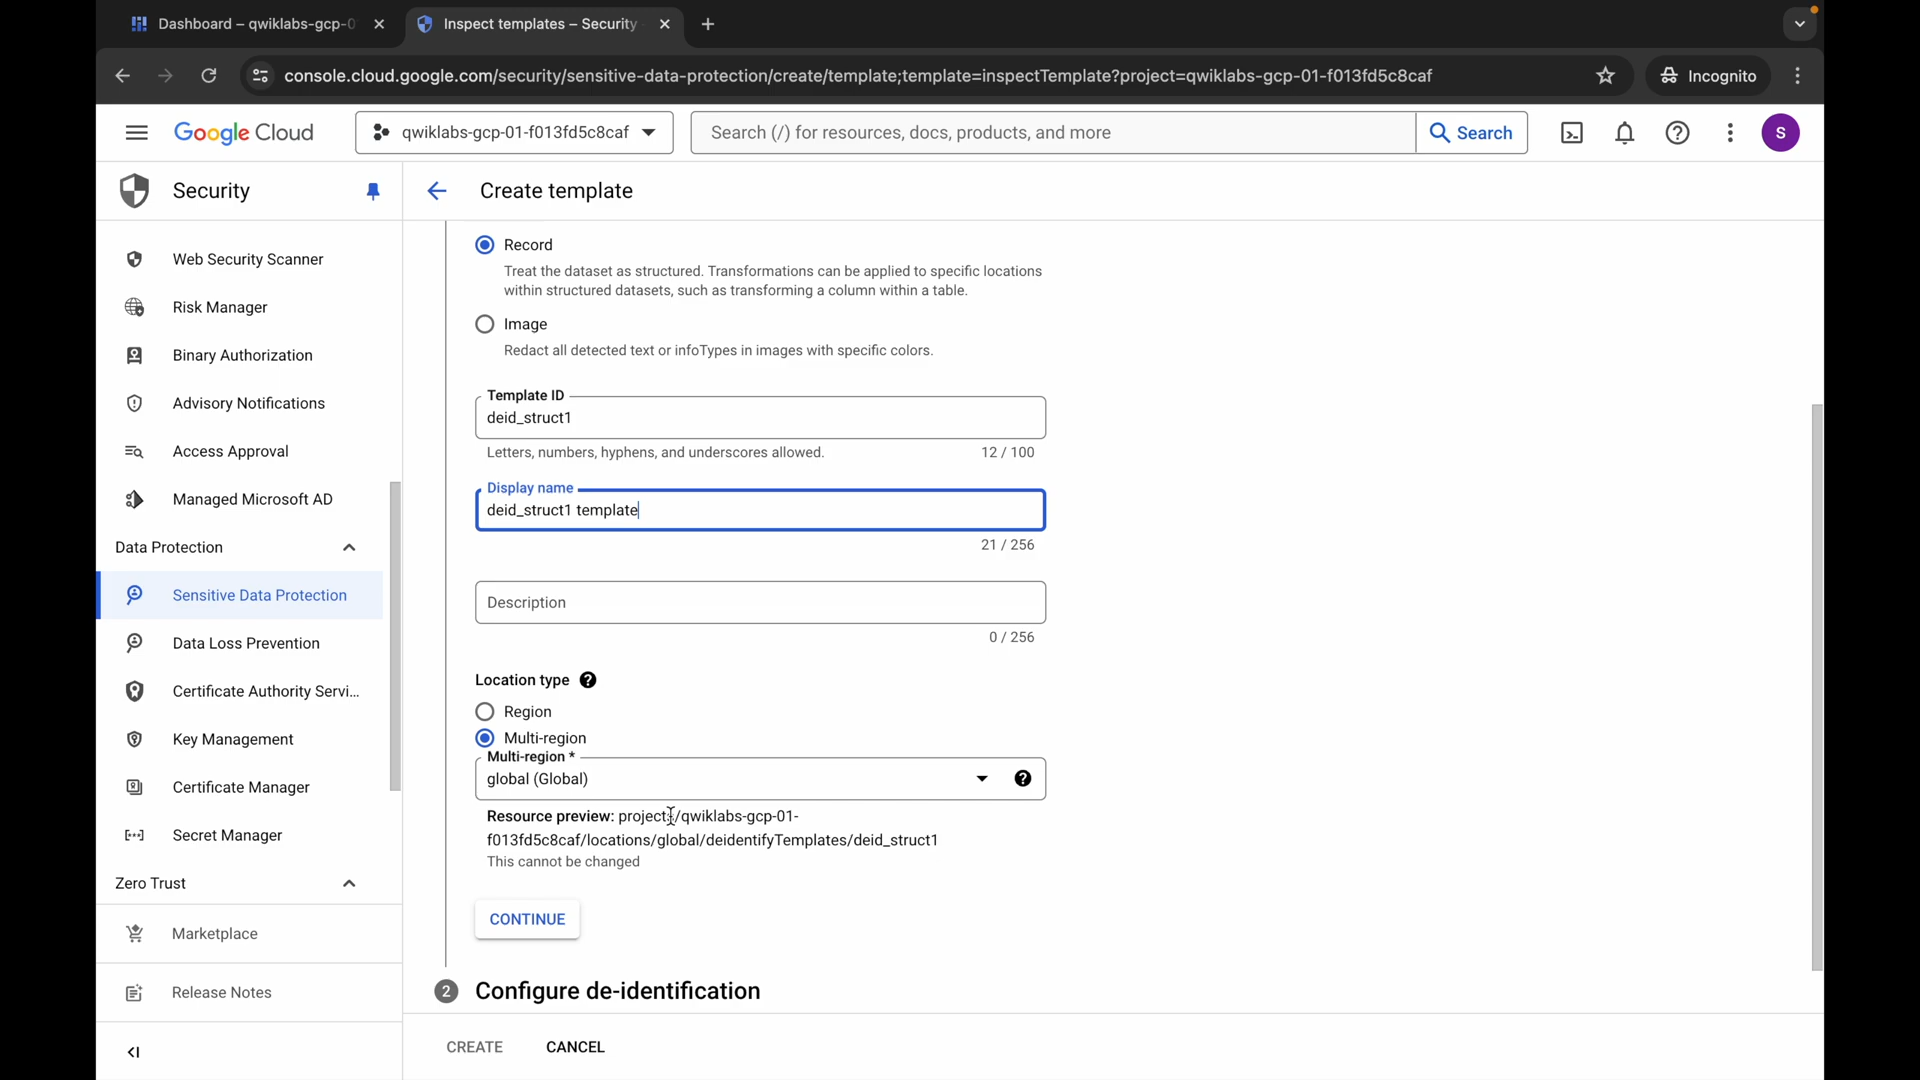 Dashboard – qwiklabs-gcp-0
Inspect templates – Security
console.cloud.google.com/security/sensitive-data-protection/create/template;template=inspectTemplate?project=qwiklabs-gcp-01-f013fd5c8caf
Incognito
Google Cloud
qwiklabs-gcp-01-f013fd5c8caf
Search (/) for resources, docs, products, and more
Search
S
Security
Create template
Web Security Scanner
Risk Manager
Binary Authorization
Advisory Notifications
Access Approval
Managed Microsoft AD
Data Protection
Sensitive Data Protection
Data Loss Prevention
Certificate Authority Servi...
Key Management
Certificate Manager
Secret Manager
Zero Trust
Marketplace
Release Notes
Record
Treat the dataset as structured. Transformations can be applied to specific locations
within structured datasets, such as transforming a column within a table.
Image
Redact all detected text or infoTypes in images with specific colors.
Template ID
deid_struct1
Letters, numbers, hyphens, and underscores allowed.
12 / 100
Display name
deid_struct1 template
21 / 256
Description
0 / 256
Location type
Region
Multi-region
Multi-region *
global (Global)
Resource preview: projects/qwiklabs-gcp-01-
f013fd5c8caf/locations/global/deidentifyTemplates/deid_struct1
This cannot be changed
CONTINUE
2 Configure de-identification
CREATE
CANCEL